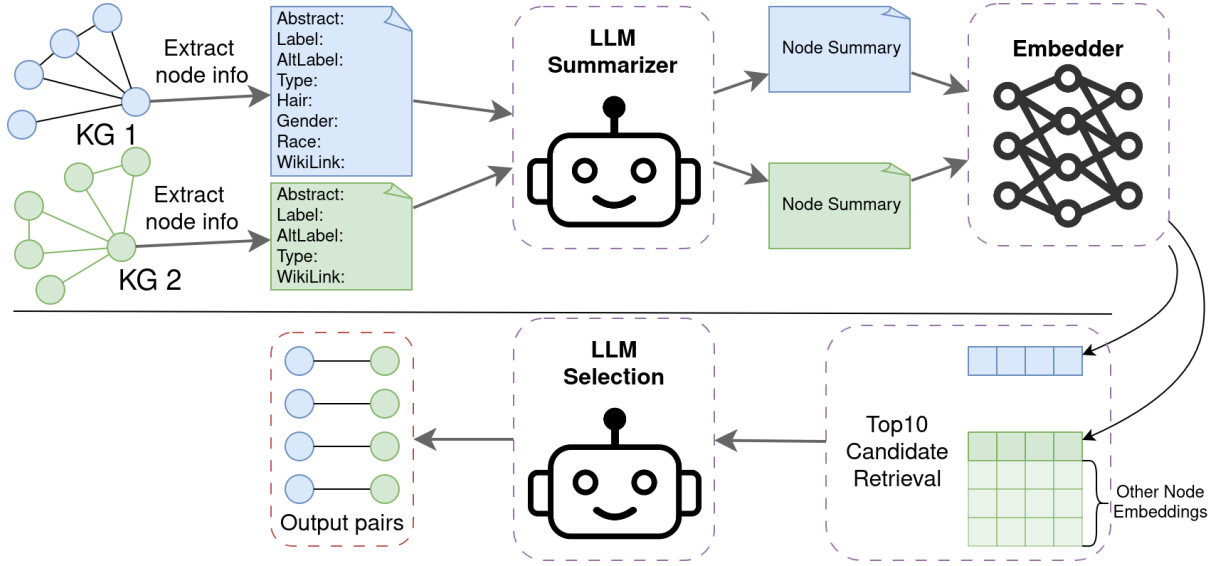 KG 1
Extract
node info
Abstract:
Label:
AltLabel:
Type:
Hair:
Gender:
Race:
WikiLink:
KG 2
Extract
node info
Abstract:
Label:
AltLabel:
Type:
WikiLink:
LLM
Summarizer
Node Summary
Node Summary
Embedder
Output pairs
LLM
Selection
Top10
Candidate
Retrieval
Other Node
Embeddings